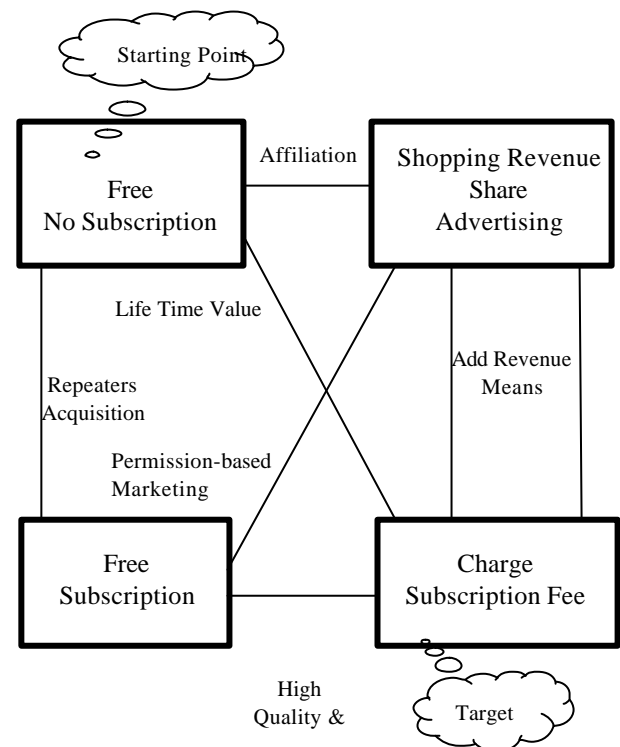 Starting Point
Affiliation
Free
No Subscription
Shopping Revenue
Share
Advertising
Life Time Value
Add Revenue
Means
Repeaters
Acquisition
Permission-based
Marketing
Free
Subscription
Charge
Subscription Fee
High
Quality &
Target